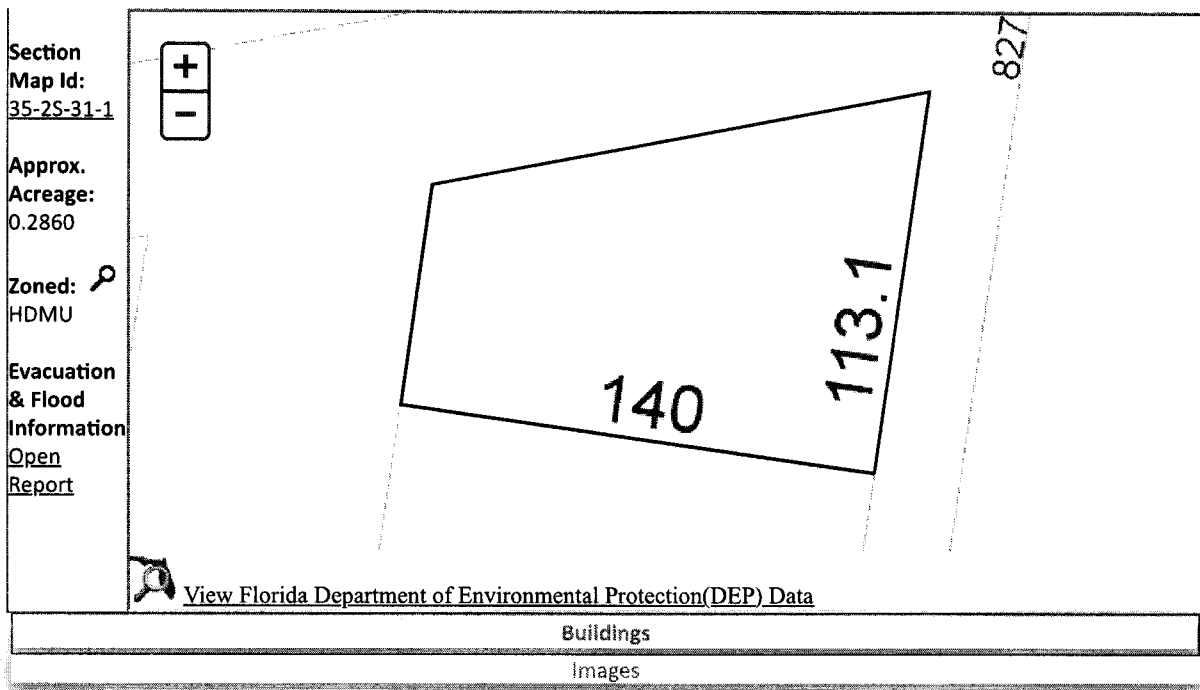 Section
Map Id:
35-2S-31-1
Approx.
Acreage:
0.2860
Zoned:
HDMU
Evacuation
& Flood
Information
Open
Report
+
−
827
113.1
140
View Florida Department of Environmental Protection(DEP) Data
Buildings
Images